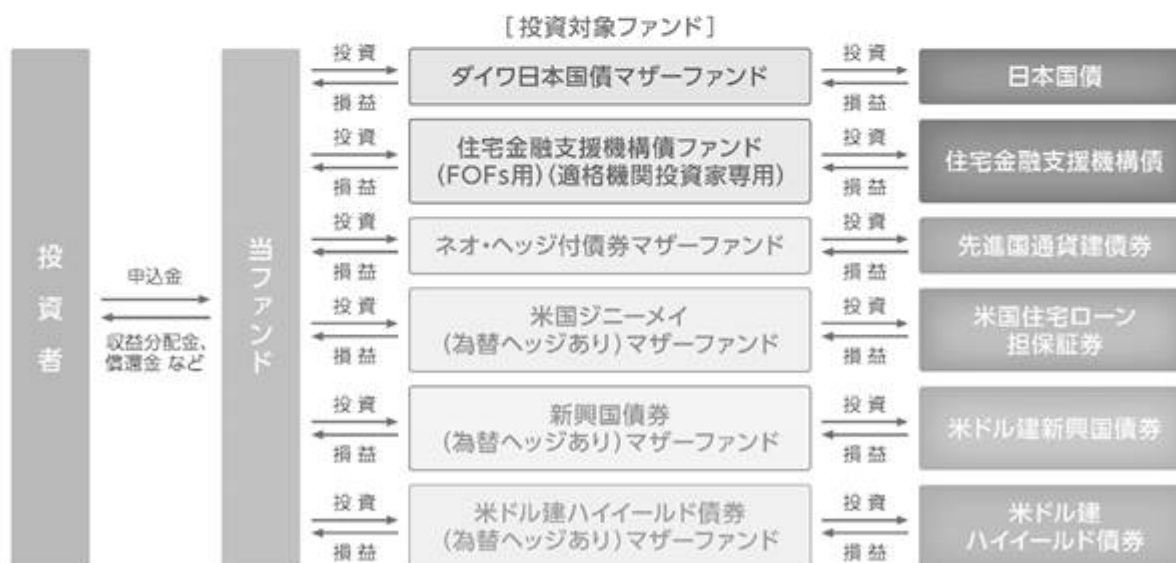 [投資対象ファンド]
投資者
申込金
収益分配金、
償還金 など
当ファンド
投資
損益
ダイワ日本国債マザーファンド
投資
損益
日本国債
投資
損益
住宅金融支援機構債ファンド
(FOFs用)(適格機関投資家専用)
投資
損益
住宅金融支援機構債
投資
損益
ネオ・ヘッジ付債券マザーファンド
投資
損益
先進国通貨建債券
投資
損益
米国ジニーメイ
(為替ヘッジあり)マザーファンド
投資
損益
米国住宅ローン
担保証券
投資
損益
新興国債券
(為替ヘッジあり)マザーファンド
投資
損益
米ドル建新興国債券
投資
損益
米ドル建ハイイールド債券
(為替ヘッジあり)マザーファンド
投資
損益
米ドル建
ハイイールド債券